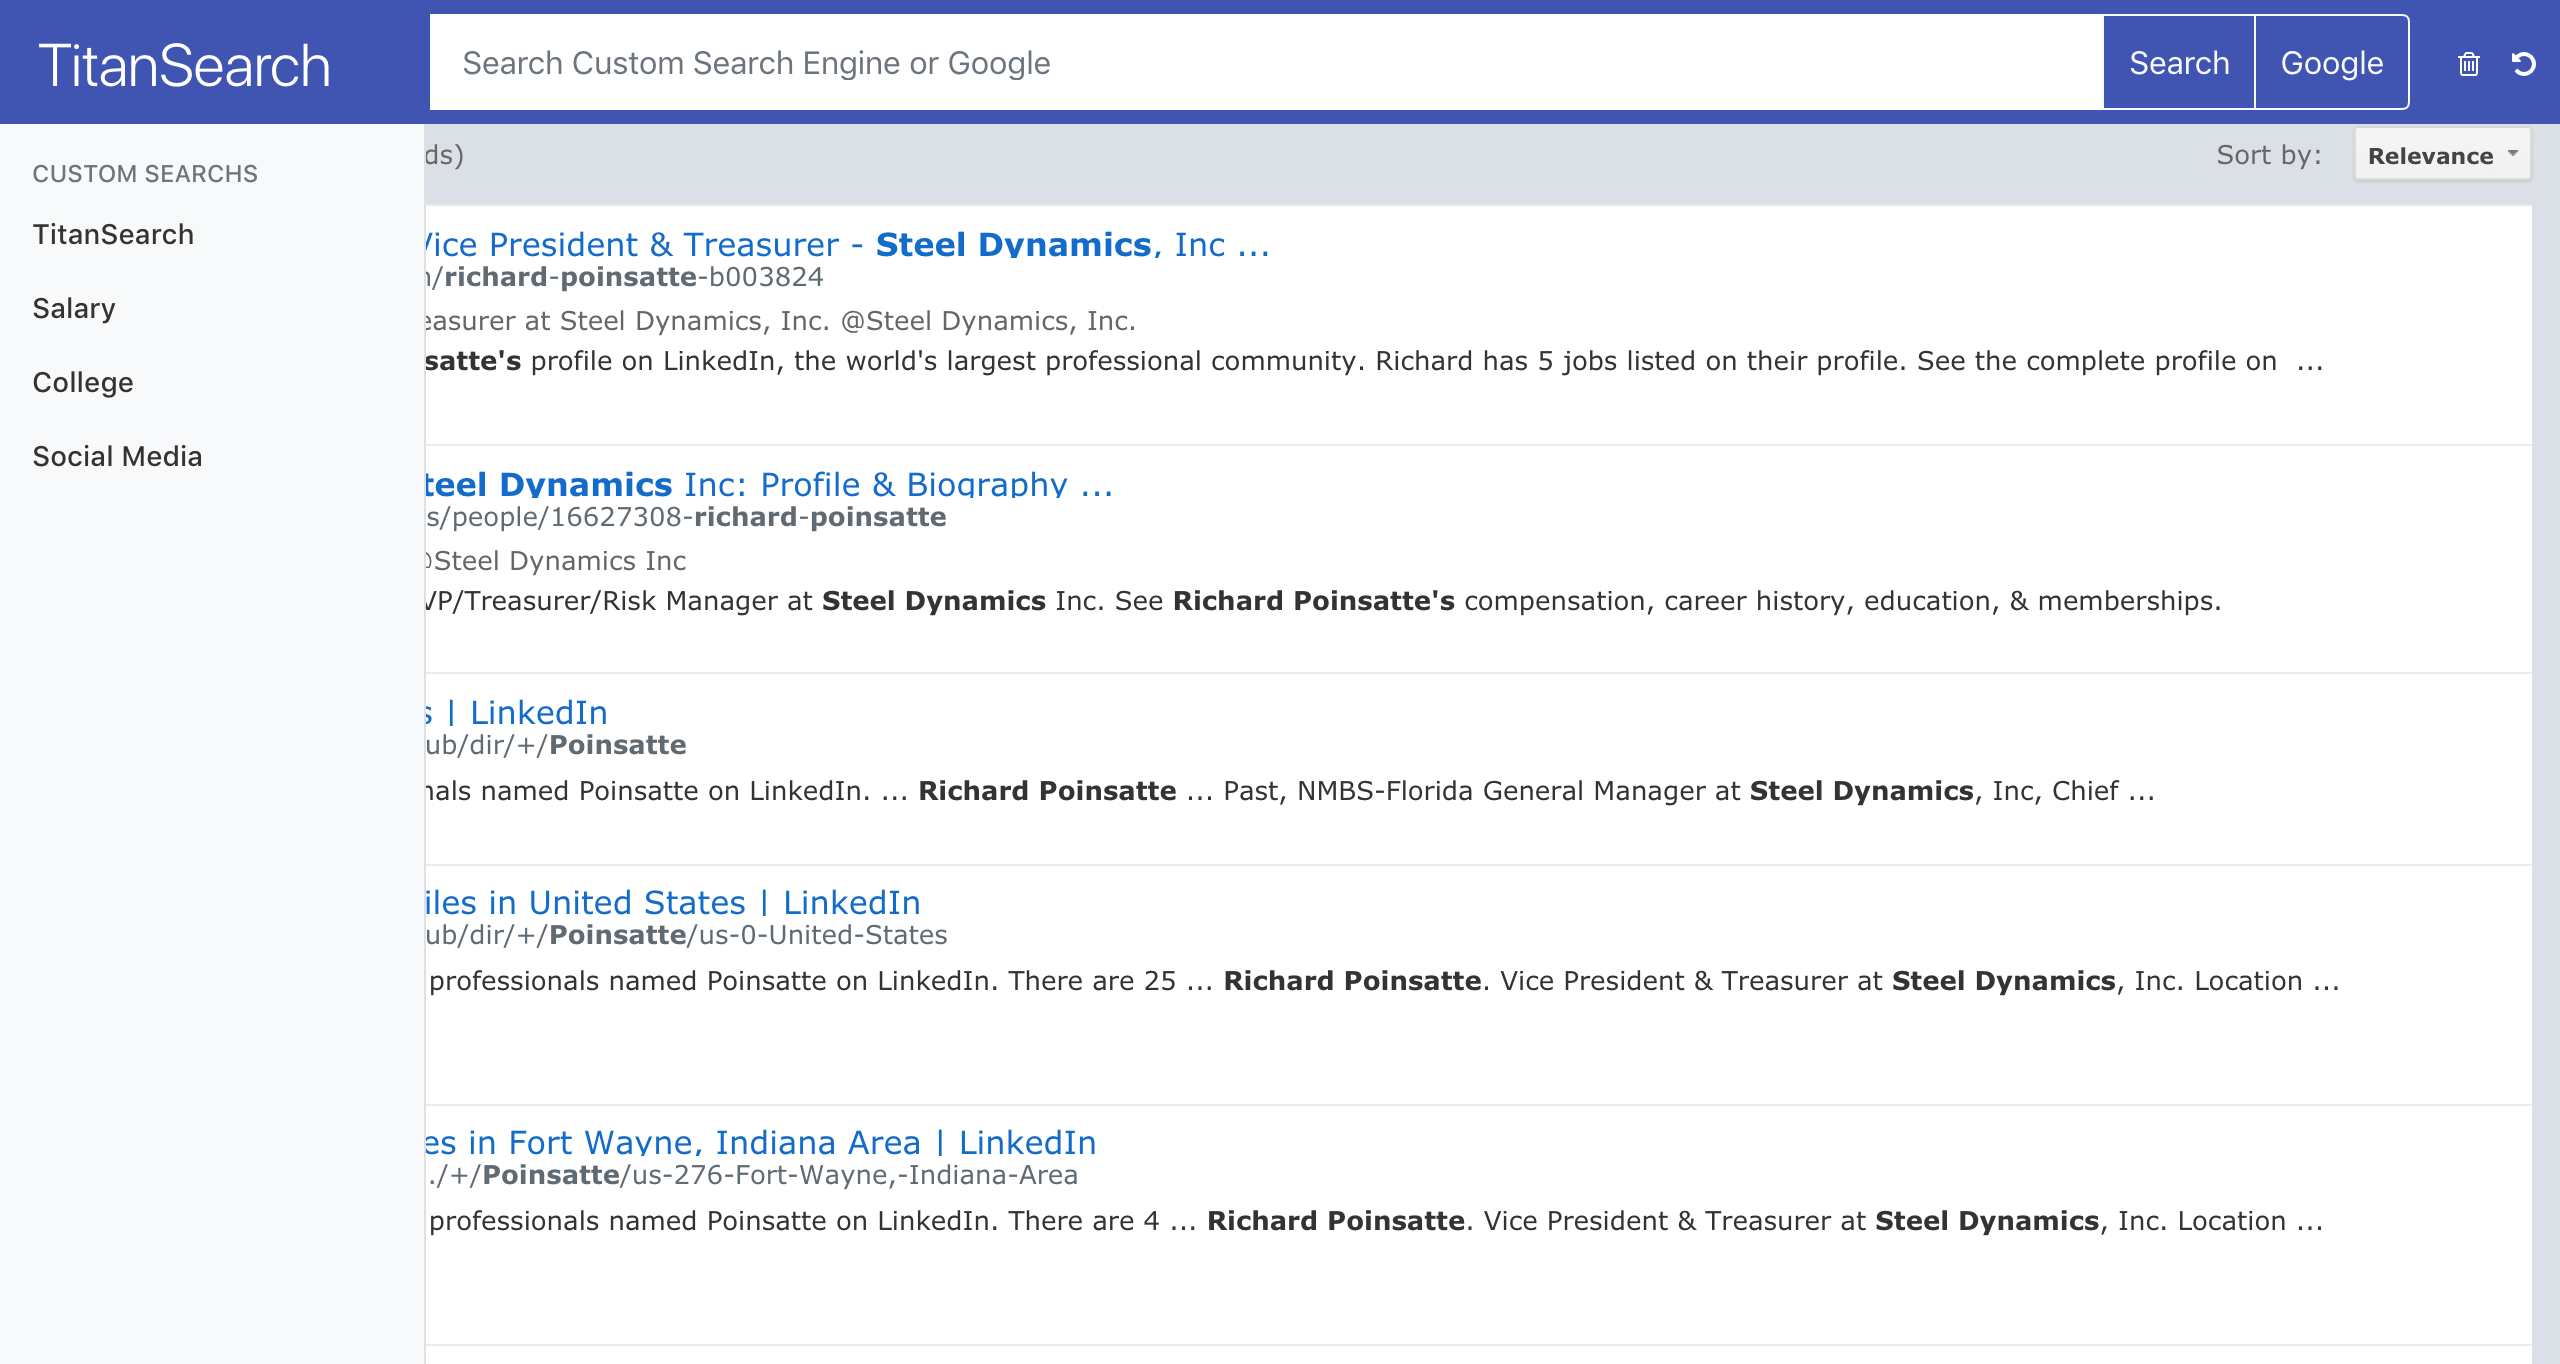 TitanSearch
Search Custom Search Engine or Google
Search
Google
CUSTOM SEARCHS
TitanSearch
Salary
College
Social Media
ds)
Sort by:
Relevance
Vice President & Treasurer - Steel Dynamics, Inc ...
/richard-poinsatte-b003824
easurer at Steel Dynamics, Inc. @Steel Dynamics, Inc.
satte's profile on LinkedIn, the world's largest professional community. Richard has 5 jobs listed on their profile. See the complete profile on ...
teel Dynamics Inc: Profile & Biography ...
s/people/16627308-richard-poinsatte
@Steel Dynamics Inc
VP/Treasurer/Risk Manager at Steel Dynamics Inc. See Richard Poinsatte's compensation, career history, education, & memberships.
s | LinkedIn
ub/dir/+/Poinsatte
nals named Poinsatte on LinkedIn. ... Richard Poinsatte ... Past, NMBS-Florida General Manager at Steel Dynamics, Inc, Chief ...
iles in United States | LinkedIn
ub/dir/+/Poinsatte/us-0-United-States
professionals named Poinsatte on LinkedIn. There are 25 ... Richard Poinsatte. Vice President & Treasurer at Steel Dynamics, Inc. Location ...
es in Fort Wayne, Indiana Area | LinkedIn
./+/Poinsatte/us-276-Fort-Wayne,-Indiana-Area
professionals named Poinsatte on LinkedIn. There are 4 ... Richard Poinsatte. Vice President & Treasurer at Steel Dynamics, Inc. Location ...